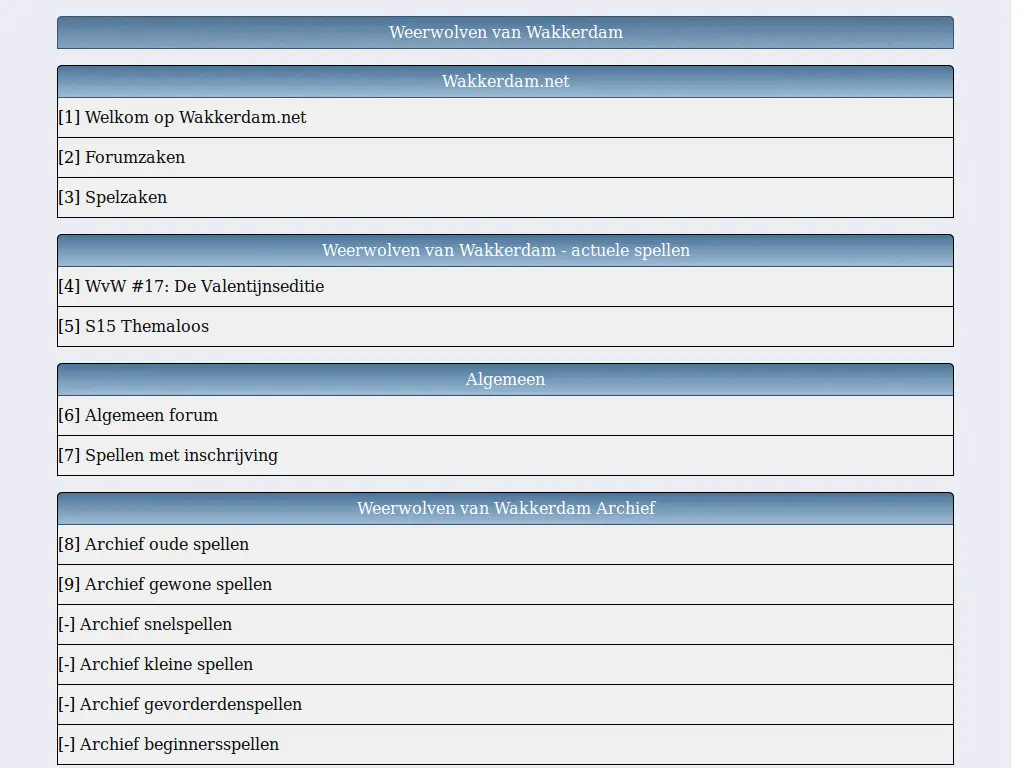 Weerwolven van Wakkerdam
Wakkerdam.net
[1] Welkom op Wakkerdam.net
[2] Forumzaken
[3] Spelzaken
Weerwolven van Wakkerdam - actuele spellen
[4] WvW #17: De Valentijnseditie
[5] S15 Themaloos
Algemeen
[6] Algemeen forum
[7] Spellen met inschrijving
Weerwolven van Wakkerdam Archief
[8] Archief oude spellen
[9] Archief gewone spellen
[-] Archief snelspellen
[-] Archief kleine spellen
[-] Archief gevorderdenspellen
[-] Archief beginnersspellen